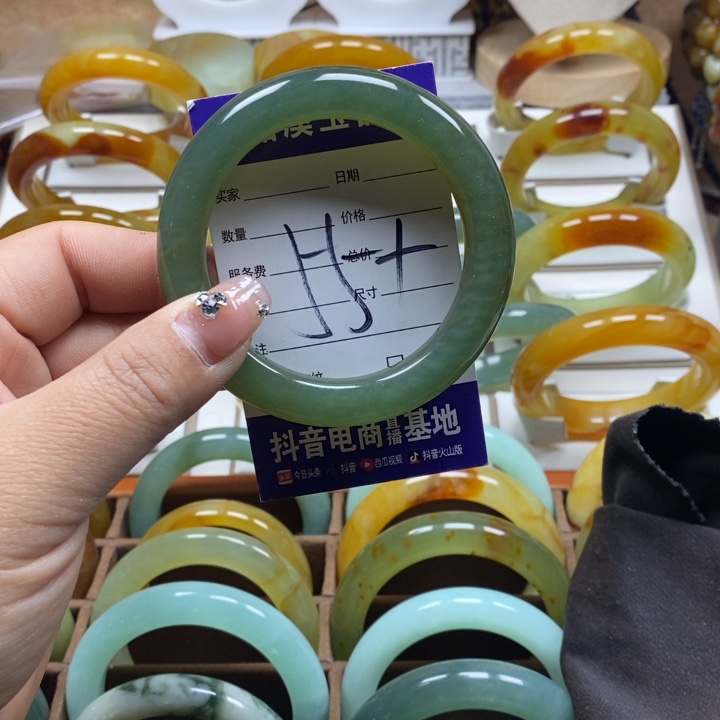 买家 日期
数量 价格
服务费 总价
尺寸
注
抖音电商直播基地
今日头条 抖音 西瓜视频 抖音火山版